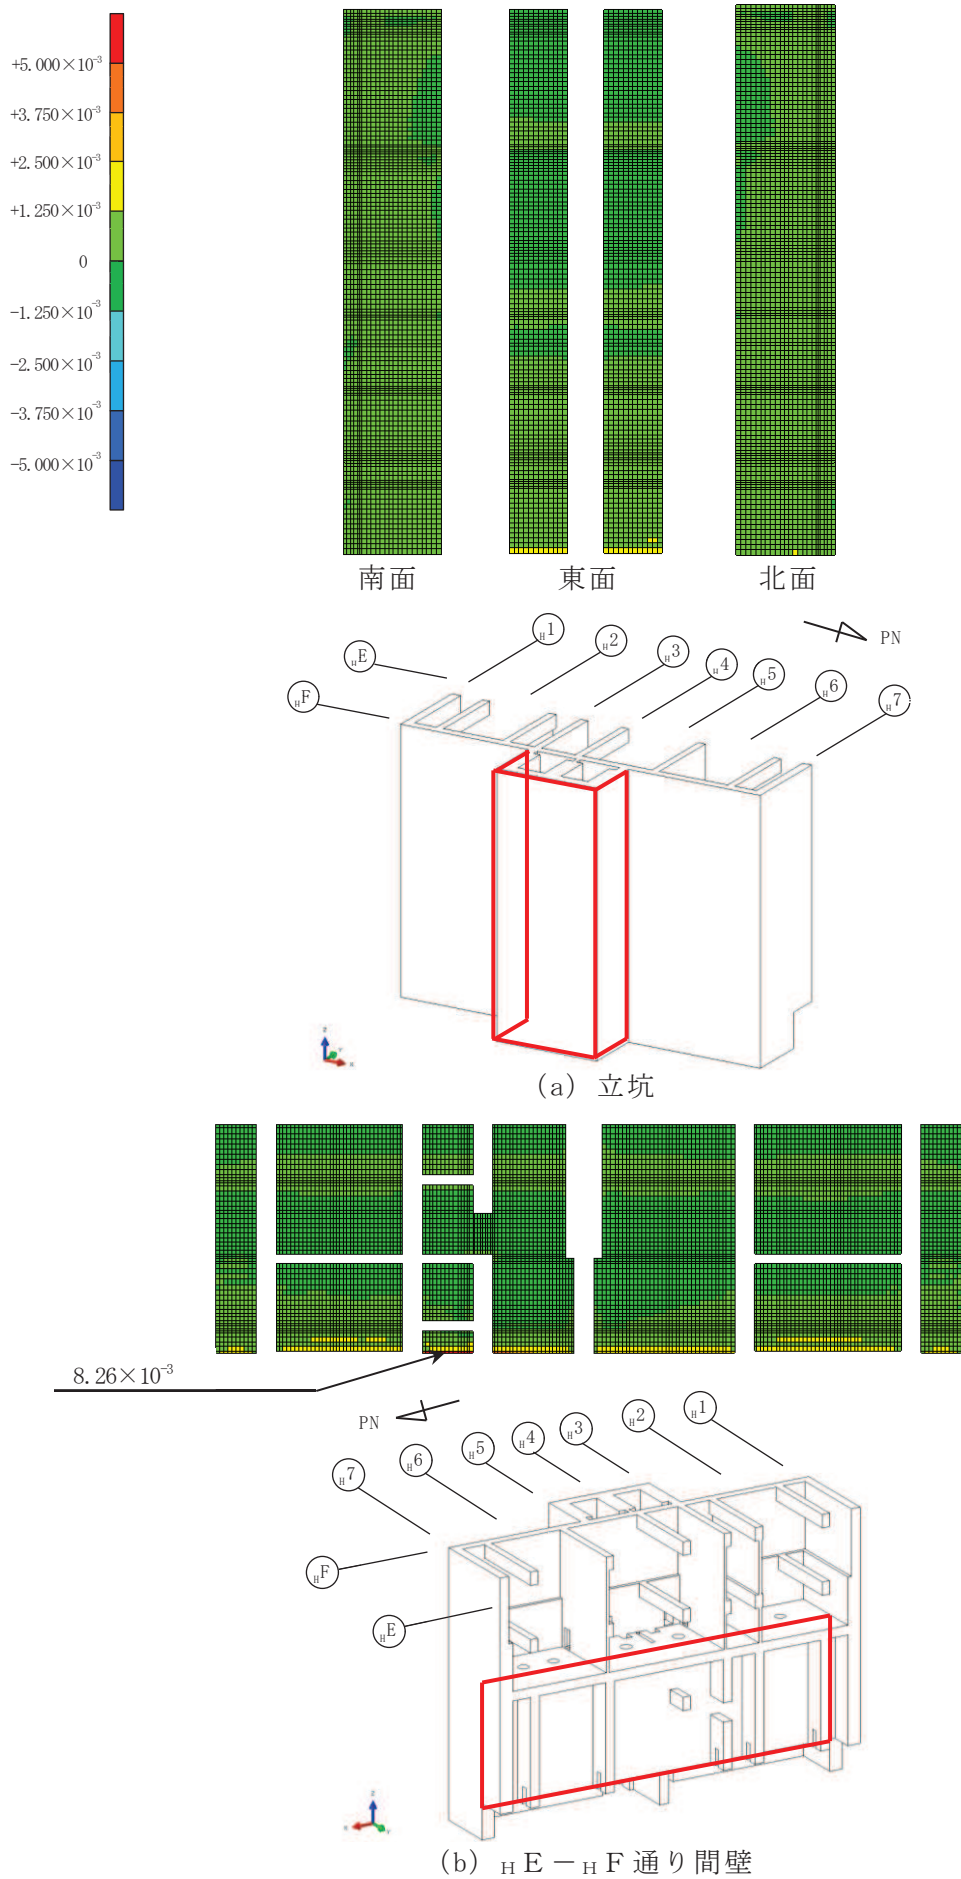 +5.000×10⁻³
+3.750×10⁻³
+2.500×10⁻³
+1.250×10⁻³
0
-1.250×10⁻³
-2.500×10⁻³
-3.750×10⁻³
-5.000×10⁻³
南面
東面
北面
PN
HF
HE
H1
H2
H3
H4
H5
H6
H7
Z
Y
X
(a) 立坑
8.26×10⁻³
PN
H7
H6
H5
H4
H3
H2
H1
HF
HE
Z
X
Y
(b) HE-HF通り間壁